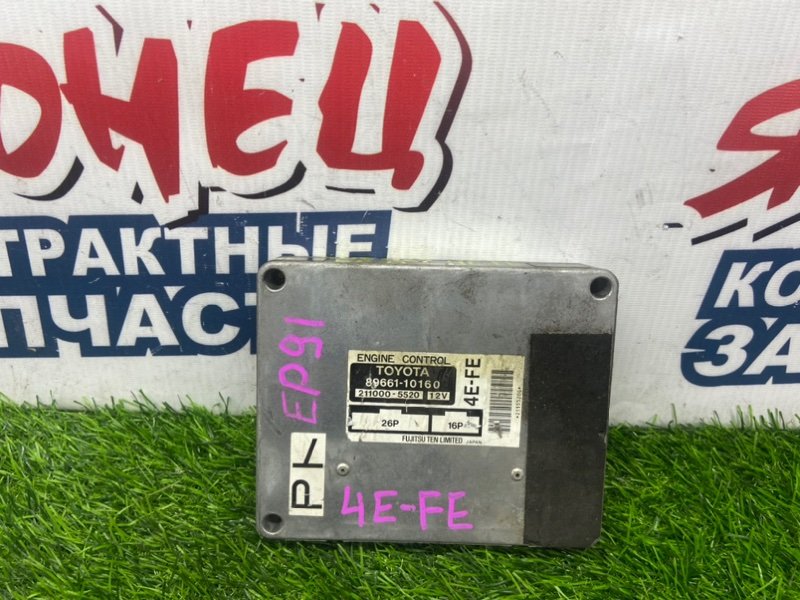 ОНЕЦ
ТРАКТНЫЕ
ПЧАС
Я
КО
ЗА
EP91
ENGINE CONTROL
TOYOTA
89661-10160
211000-5520 12V
4E-FE
26P 16P
FUJITSU TEN LIMITED JAPAN
4E-FE